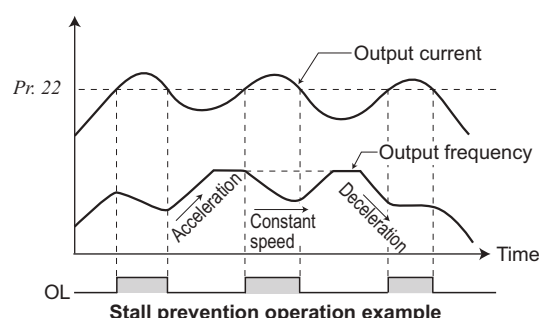 Output current
Pr. 22
Output frequency
Acceleration
Constant
speed
Deceleration
Time
OL
Stall prevention operation example